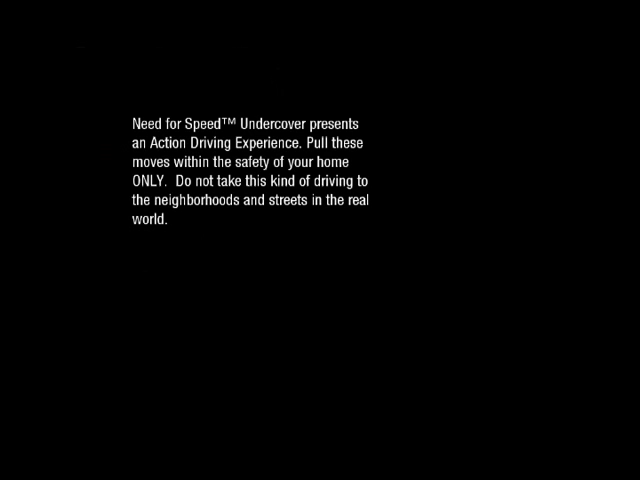 Need for Speed™ Undercover presents
an Action Driving Experience. Pull these
moves within the safety of your home
ONLY.  Do not take this kind of driving to
the neighborhoods and streets in the real
world.